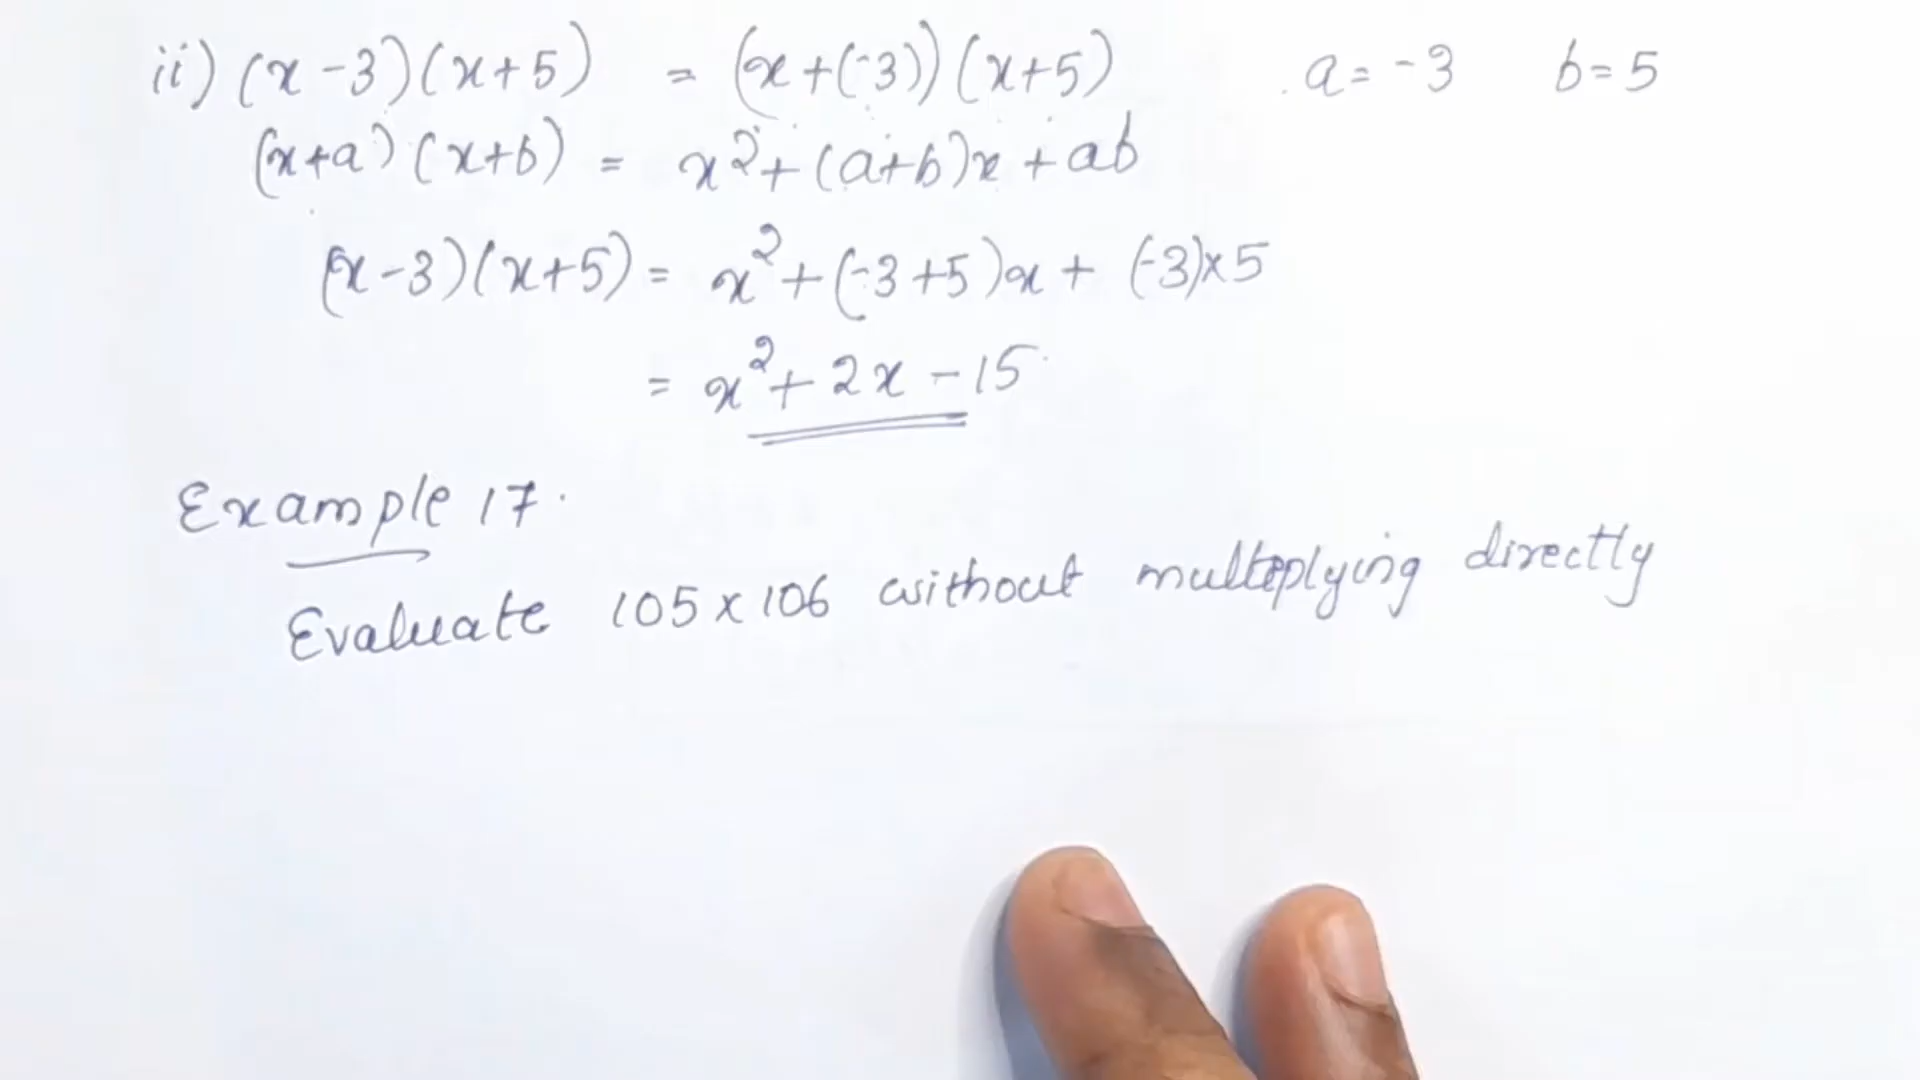 ii) (x-3)(x+5) = (x+(-3))(x+5) a=-3 b=5
(x+a)(x+b) = x²+(a+b)x+ab
(x-3)(x+5) = x²+(-3+5)x+(-3)×5
= x²+2x-15
Example 17.
Evaluate 105×106 without multiplying directly